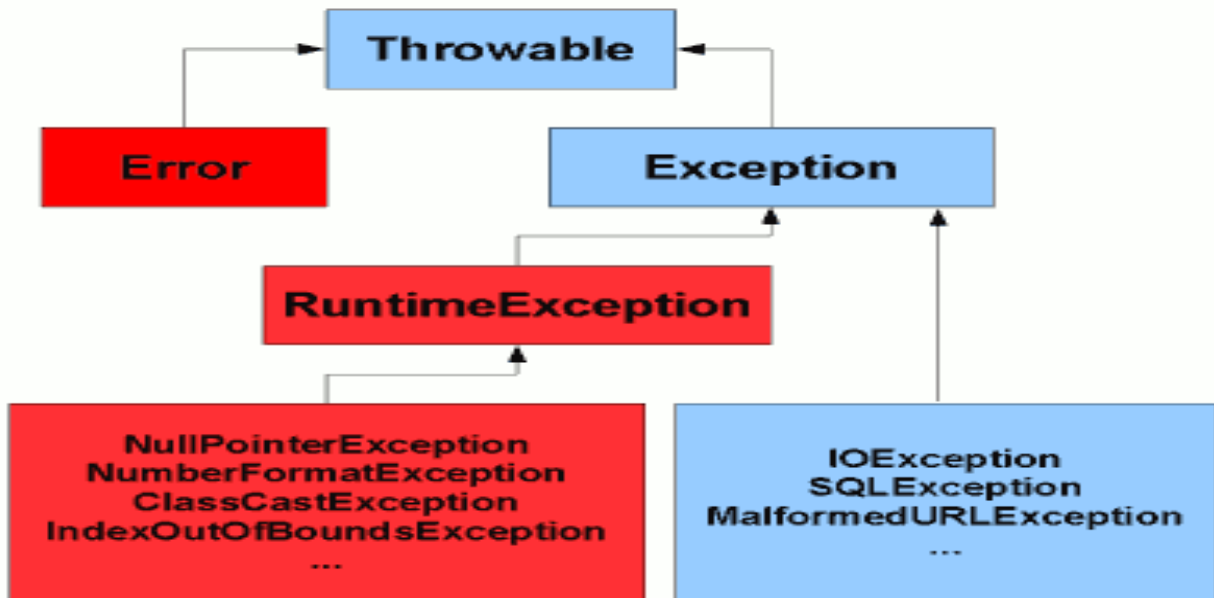 Throwable
Error
Exception
RuntimeException
NullPointerException
NumberFormatException
ClassCastException
IndexOutOfBoundsException
...
IOException
SQLException
MalformedURLException
...